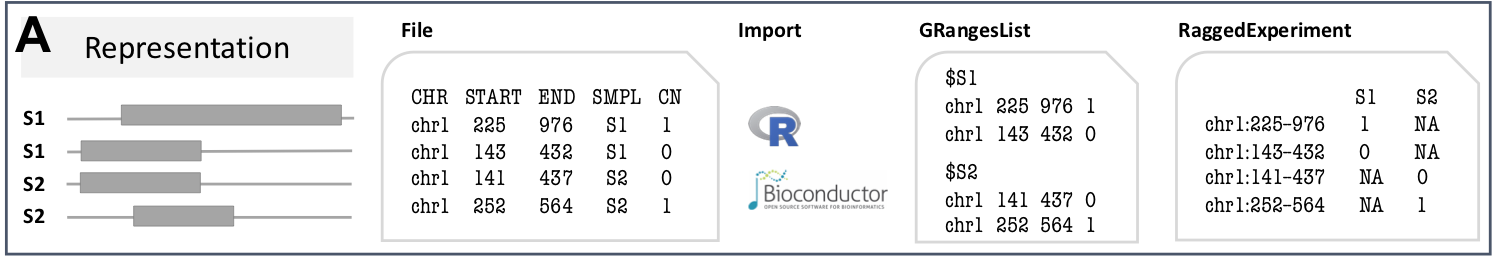 A
Representation
S1
S1
S2
S2
File
CHR START END SMPL CN
chr1 225 976 S1 1
chr1 143 432 S1 0
chr1 141 437 S2 0
chr1 252 564 S2 1
Import
R
Bioconductor
OPEN SOURCE SOFTWARE FOR BIOINFORMATICS
GRangesList
$S1
chr1 225 976 1
chr1 143 432 0
$S2
chr1 141 437 0
chr1 252 564 1
RaggedExperiment
S1 S2
chr1:225-976 1 NA
chr1:143-432 0 NA
chr1:141-437 NA 0
chr1:252-564 NA 1